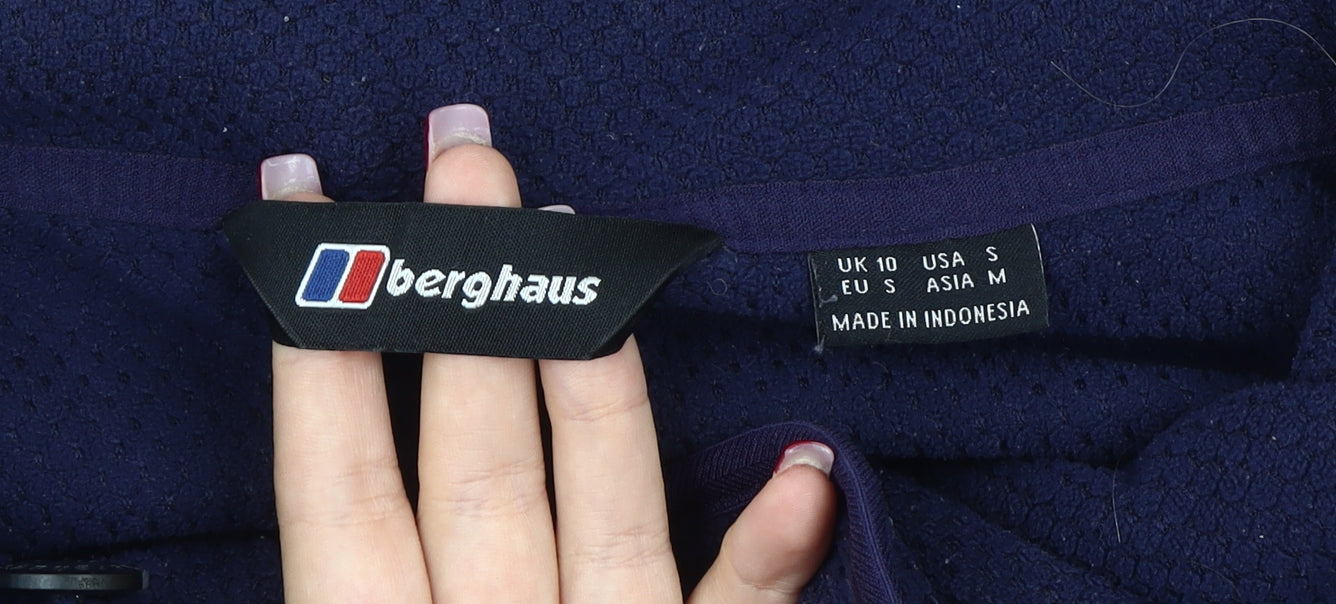 berghaus
UK 10 USA S
EU S ASIA M
MADE IN INDONESIA